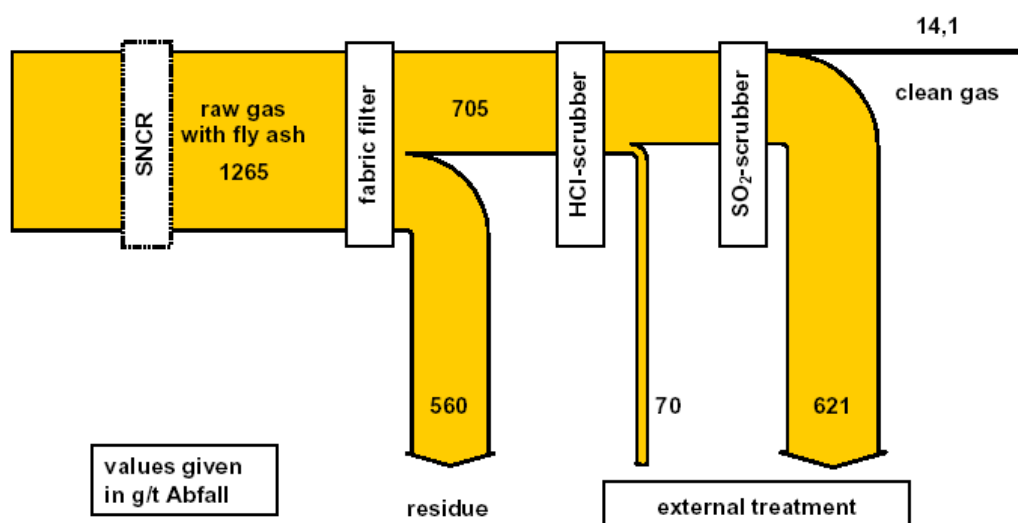 14,1
clean gas
SNCR
raw gas
with fly ash
1265
fabric filter
705
HCl-scrubber
SO₂-scrubber
560
70
621
values given
in g/t Abfall
residue
external treatment